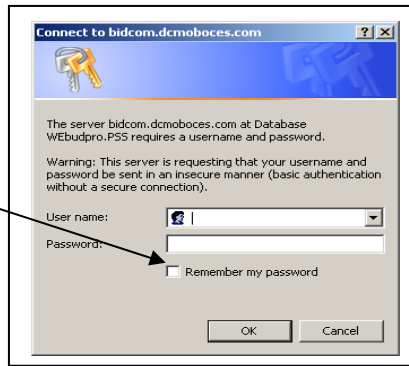 Connect to bidcom.dcmoboces.com
The server bidcom.dcmoboces.com at Database
WEbudpro.PSS requires a username and password.
Warning: This server is requesting that your username and
password be sent in an insecure manner (basic authentication
without a secure connection).
User name:
Password:
Remember my password
OK Cancel